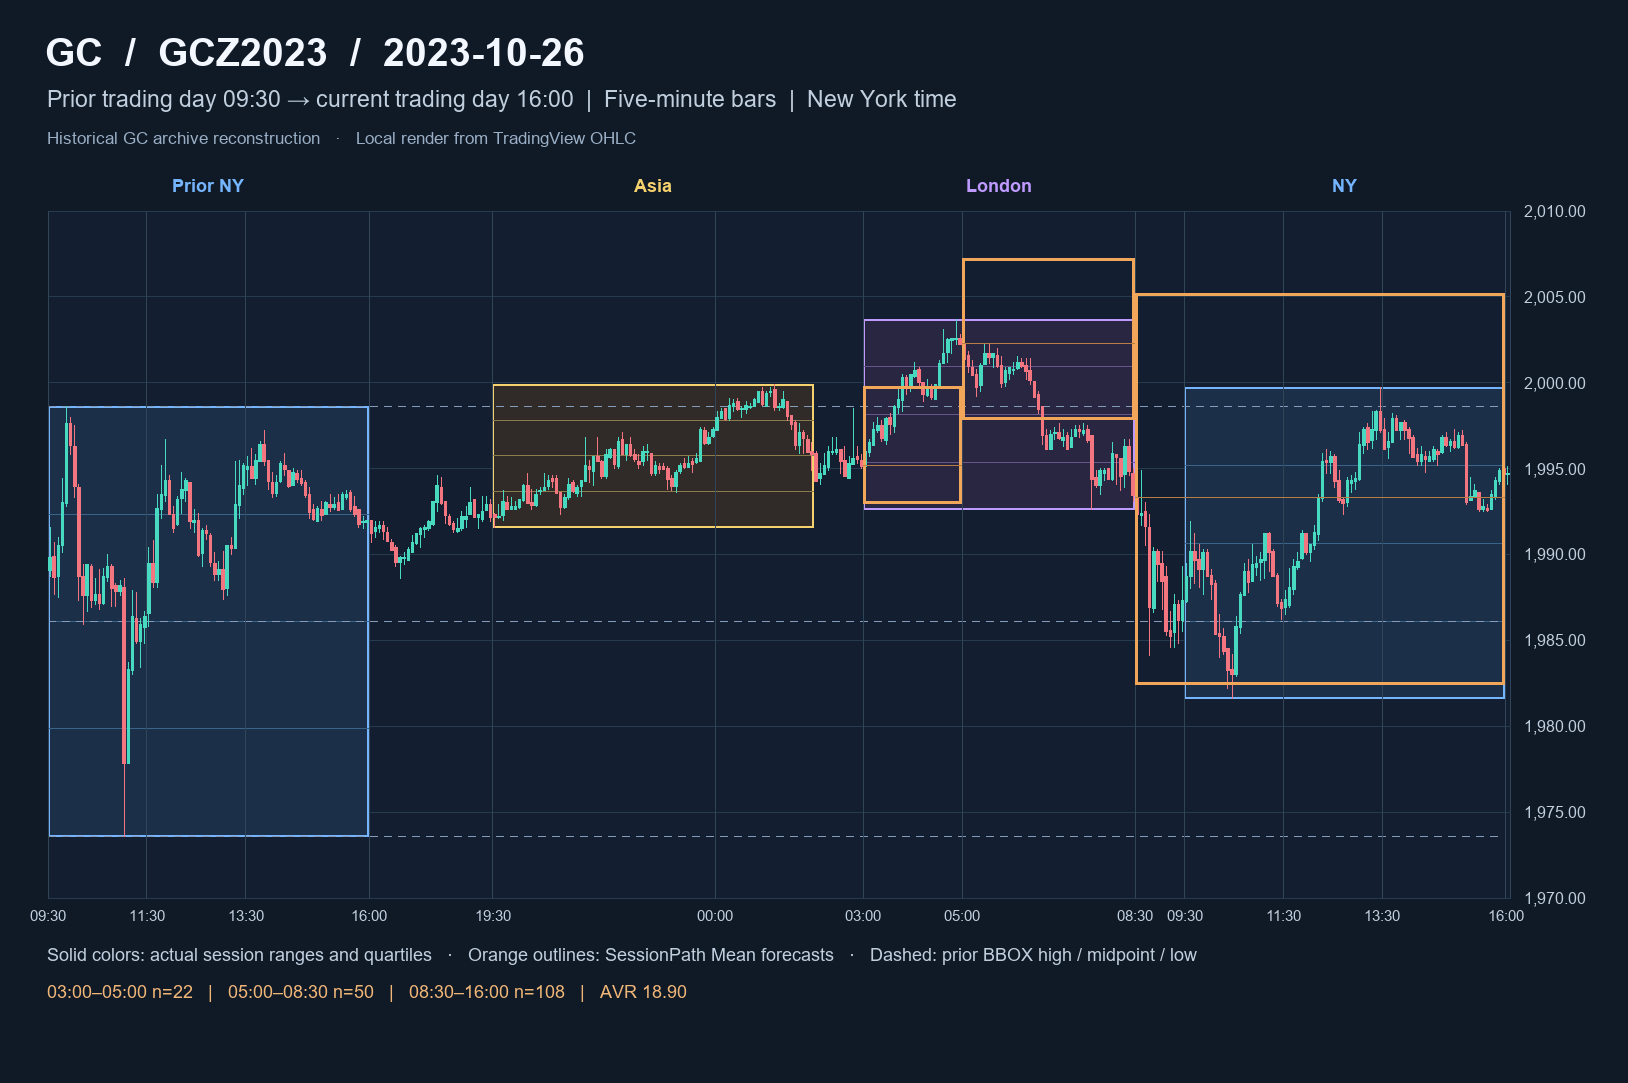 GC / GCZ2023 / 2023-10-26
Prior trading day 09:30 → current trading day 16:00 | Five-minute bars | New York time
Historical GC archive reconstruction · Local render from TradingView OHLC
Prior NY Asia London NY
2,010.00
2,005.00
2,000.00
1,995.00
1,990.00
1,985.00
1,980.00
1,975.00
1,970.00
09:30 11:30 13:30 16:00 19:30 00:00 03:00 05:00 08:30 09:30 11:30 13:30 16:00
Solid colors: actual session ranges and quartiles · Orange outlines: SessionPath Mean forecasts · Dashed: prior BBOX high / midpoint / low
03:00–05:00 n=22 | 05:00–08:30 n=50 | 08:30–16:00 n=108 | AVR 18.90